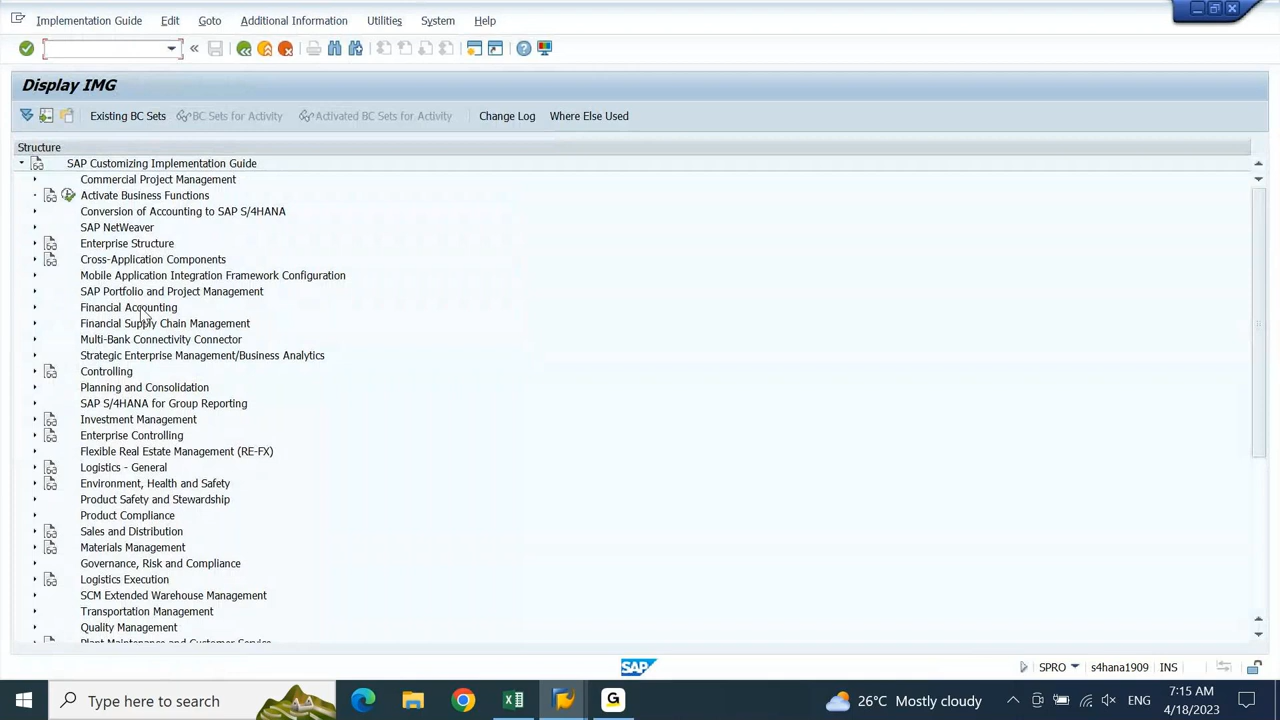 Implementation Guide Edit Goto Additional Information Utilities System Help
Display IMG
Existing BC Sets BC Sets for Activity Activated BC Sets for Activity Change Log Where Else Used
Structure
SAP Customizing Implementation Guide
Commercial Project Management
Activate Business Functions
Conversion of Accounting to SAP S/4HANA
SAP NetWeaver
Enterprise Structure
Cross-Application Components
Mobile Application Integration Framework Configuration
SAP Portfolio and Project Management
Financial Accounting
Financial Supply Chain Management
Multi-Bank Connectivity Connector
Strategic Enterprise Management/Business Analytics
Controlling
Planning and Consolidation
SAP S/4HANA for Group Reporting
Investment Management
Enterprise Controlling
Flexible Real Estate Management (RE-FX)
Logistics - General
Environment, Health and Safety
Product Safety and Stewardship
Product Compliance
Sales and Distribution
Materials Management
Governance, Risk and Compliance
Logistics Execution
SCM Extended Warehouse Management
Transportation Management
Quality Management
Plant Maintenance and Customer Service
SAP SPRO s4hana1909 INS
Type here to search G 26°C Mostly cloudy ENG 7:15 AM
4/18/2023